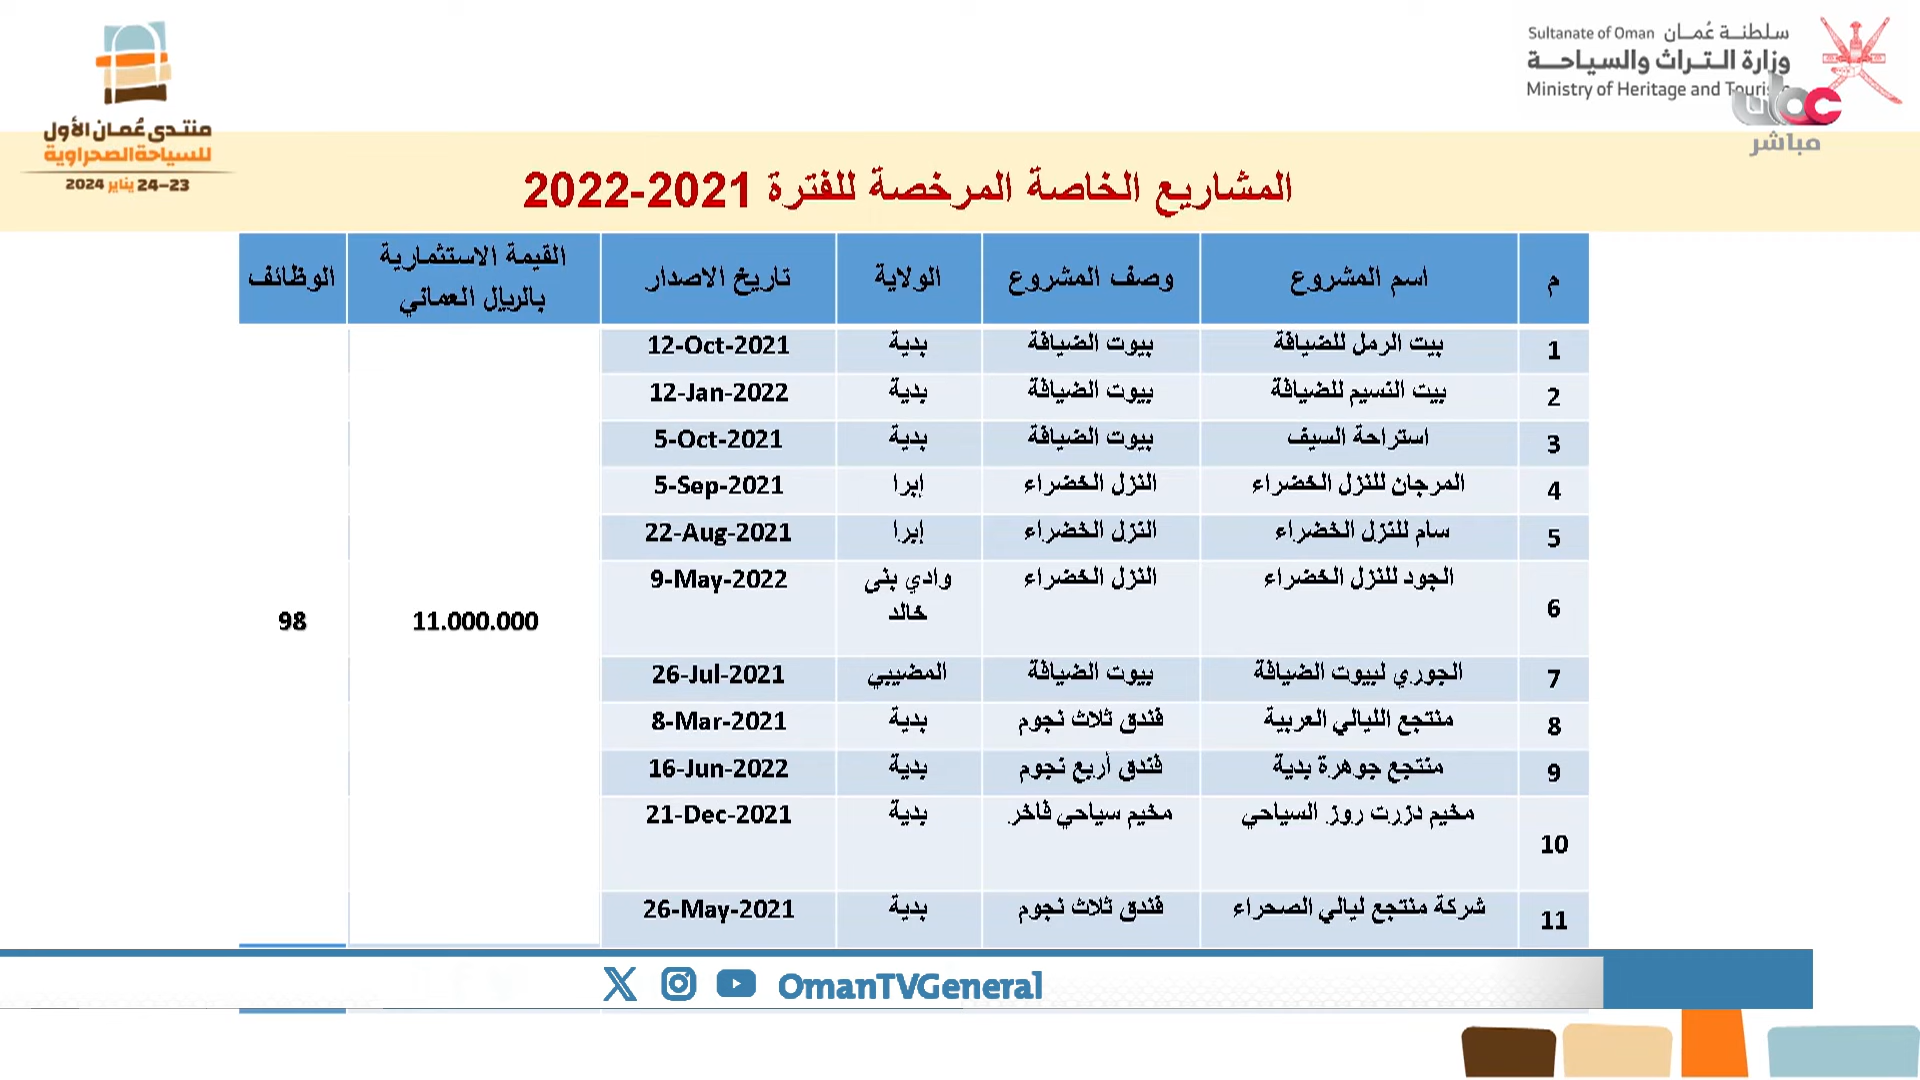 سلطنة عُمان Sultanate of Oman
وزارة التراث والسياحة
Ministry of Heritage and
مباشر
منتدى عُمان الأول
للسياحة الصحراوية
23–24 يناير 2024
المشاريع الخاصة المرخصة للفترة 2021-2022
م اسم المشروع وصف المشروع الولاية تاريخ الاصدار القيمة الاستثمارية بالريال العماني الوظائف
1 بيت الرمل للضيافة بيوت الضيافة بدية 12-Oct-2021
2 بيت النسيم للضيافة بيوت الضيافة بدية 12-Jan-2022
3 استراحة السيف بيوت الضيافة بدية 5-Oct-2021
4 المرجان للنزل الخضراء النزل الخضراء إبرا 5-Sep-2021
5 سام للنزل الخضراء النزل الخضراء إبرا 22-Aug-2021
6 الجود للنزل الخضراء النزل الخضراء وادي بنى خالد 9-May-2022
11.000.000 98
7 الجوري لبيوت الضيافة بيوت الضيافة المضيبي 26-Jul-2021
8 منتجع الليالي العربية فندق ثلاث نجوم بدية 8-Mar-2021
9 منتجع جوهرة بدية فندق أربع نجوم بدية 16-Jun-2022
10 مخيم دزرت روز السياحي مخيم سياحي فاخر بدية 21-Dec-2021
11 شركة منتجع ليالي الصحراء فندق ثلاث نجوم بدية 26-May-2021
OmanTVGeneral